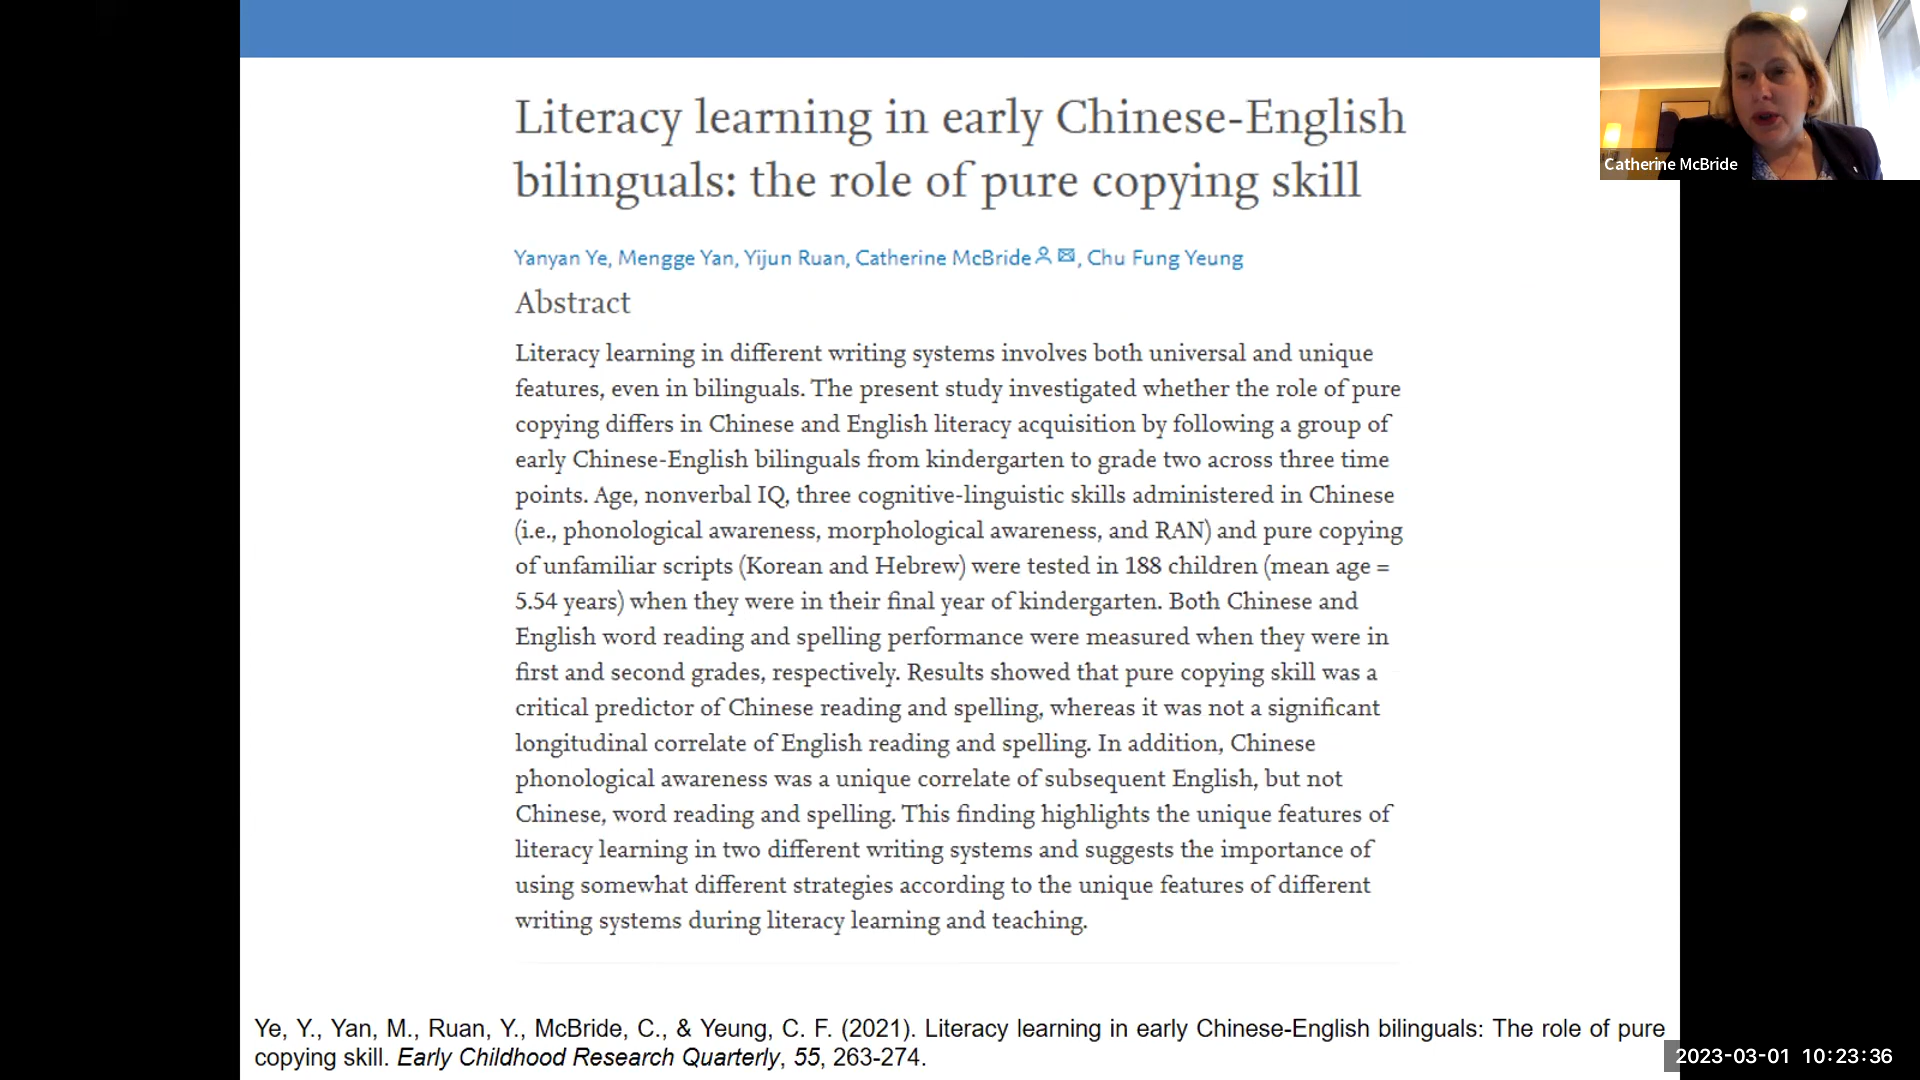 Literacy learning in early Chinese-English
bilinguals: the role of pure copying skill
Yanyan Ye, Mengge Yan, Yijun Ruan, Catherine McBride, Chu Fung Yeung
Abstract
Literacy learning in different writing systems involves both universal and unique
features, even in bilinguals. The present study investigated whether the role of pure
copying differs in Chinese and English literacy acquisition by following a group of
early Chinese-English bilinguals from kindergarten to grade two across three time
points. Age, nonverbal IQ, three cognitive-linguistic skills administered in Chinese
(i.e., phonological awareness, morphological awareness, and RAN) and pure copying
of unfamiliar scripts (Korean and Hebrew) were tested in 188 children (mean age =
5.54 years) when they were in their final year of kindergarten. Both Chinese and
English word reading and spelling performance were measured when they were in
first and second grades, respectively. Results showed that pure copying skill was a
critical predictor of Chinese reading and spelling, whereas it was not a significant
longitudinal correlate of English reading and spelling. In addition, Chinese
phonological awareness was a unique correlate of subsequent English, but not
Chinese, word reading and spelling. This finding highlights the unique features of
literacy learning in two different writing systems and suggests the importance of
using somewhat different strategies according to the unique features of different
writing systems during literacy learning and teaching.
Ye, Y., Yan, M., Ruan, Y., McBride, C., & Yeung, C. F. (2021). Literacy learning in early Chinese-English bilinguals: The role of pure
copying skill. Early Childhood Research Quarterly, 55, 263-274.
Catherine McBride
2023-03-01 10:23:36